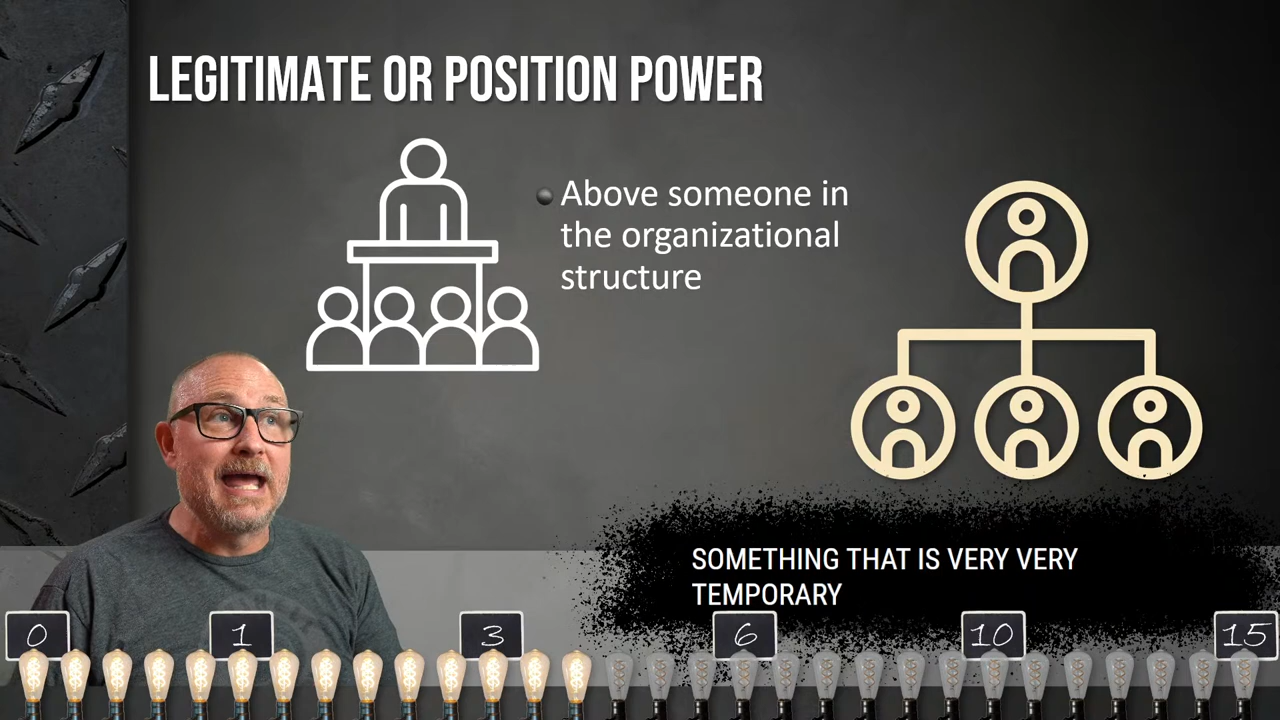 LEGITIMATE OR POSITION POWER
Above someone in
the organizational
structure
SOMETHING THAT IS VERY VERY
TEMPORARY
0 1 3 6 10 15